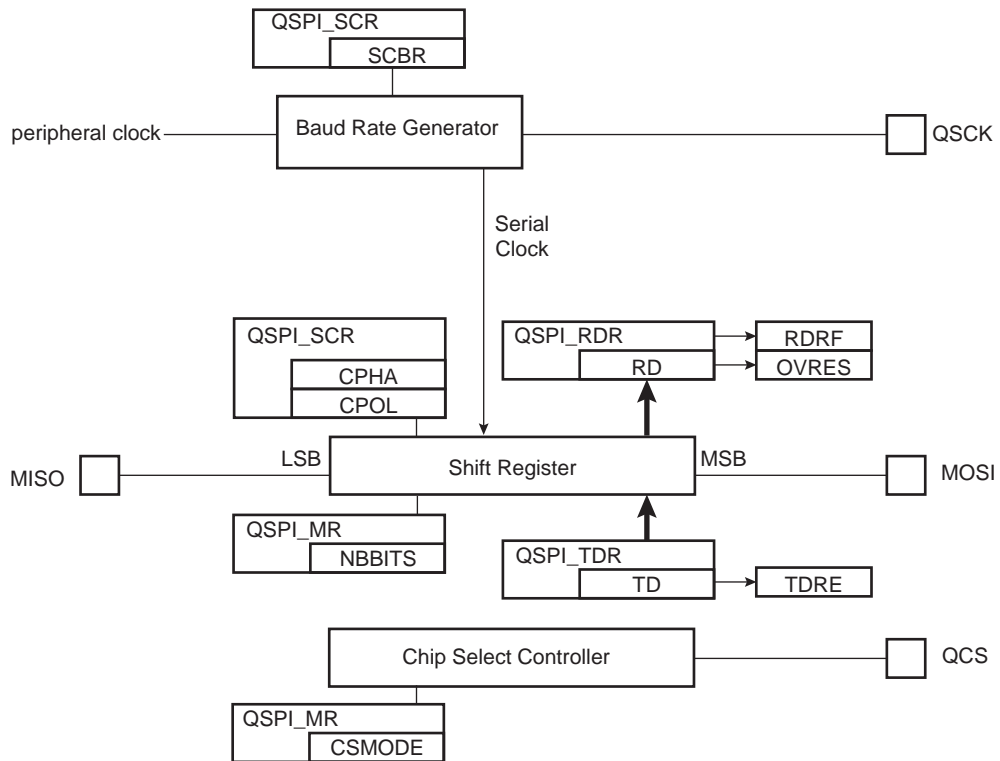 QSPI_SCR
SCBR
peripheral clock
Baud Rate Generator
QSCK
Serial
Clock
QSPI_SCR
CPHA
CPOL
QSPI_RDR
RD
RDRF
OVRES
MISO
LSB
Shift Register
MSB
MOSI
QSPI_MR
NBBITS
QSPI_TDR
TD
TDRE
Chip Select Controller
QCS
QSPI_MR
CSMODE